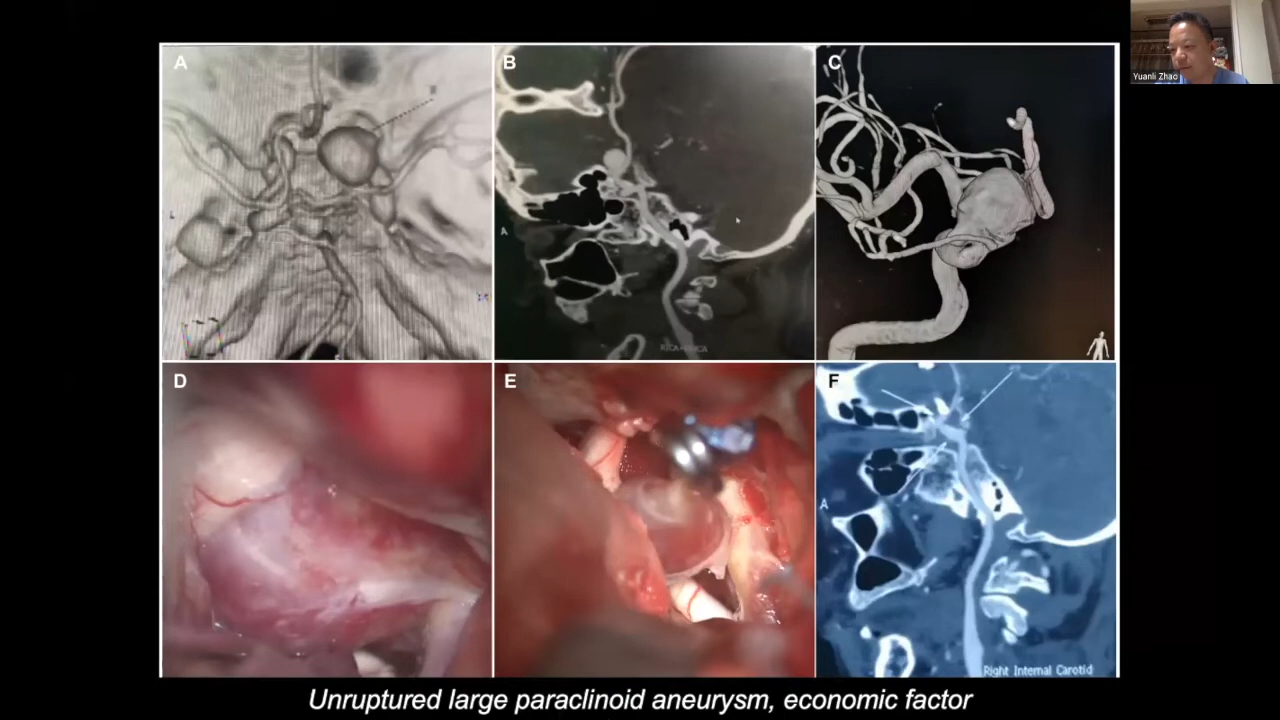 Yuanli Zhao
A
B
C
A
D
E
F
A
Right Internal Carotid
Unruptured large paraclinoid aneurysm, economic factor